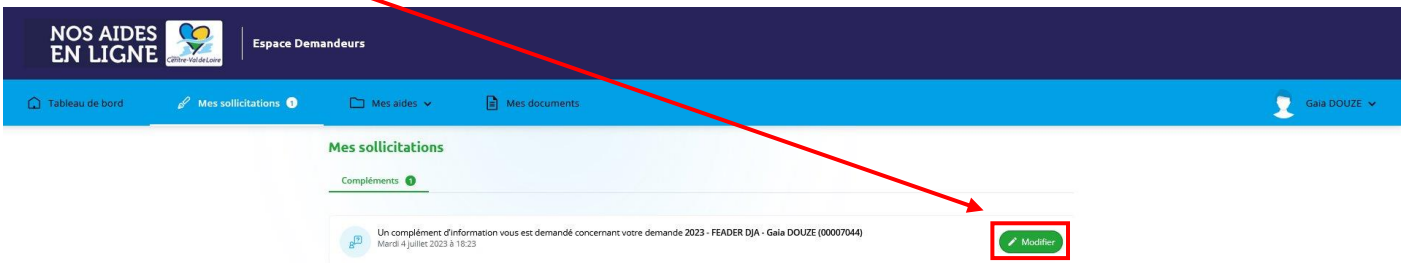 NOS AIDES
EN LIGNE
Centre-Val de Loire
Espace Demandeurs
Tableau de bord
Mes sollicitations 1
Mes aides
Mes documents
Gaia DOUZE
Mes sollicitations
Compléments 1
Un complément d'information vous est demandé concernant votre demande 2023 - FEADER DJA - Gaia DOUZE (00007044)
Mardi 4 juillet 2023 à 18:23
Modifier